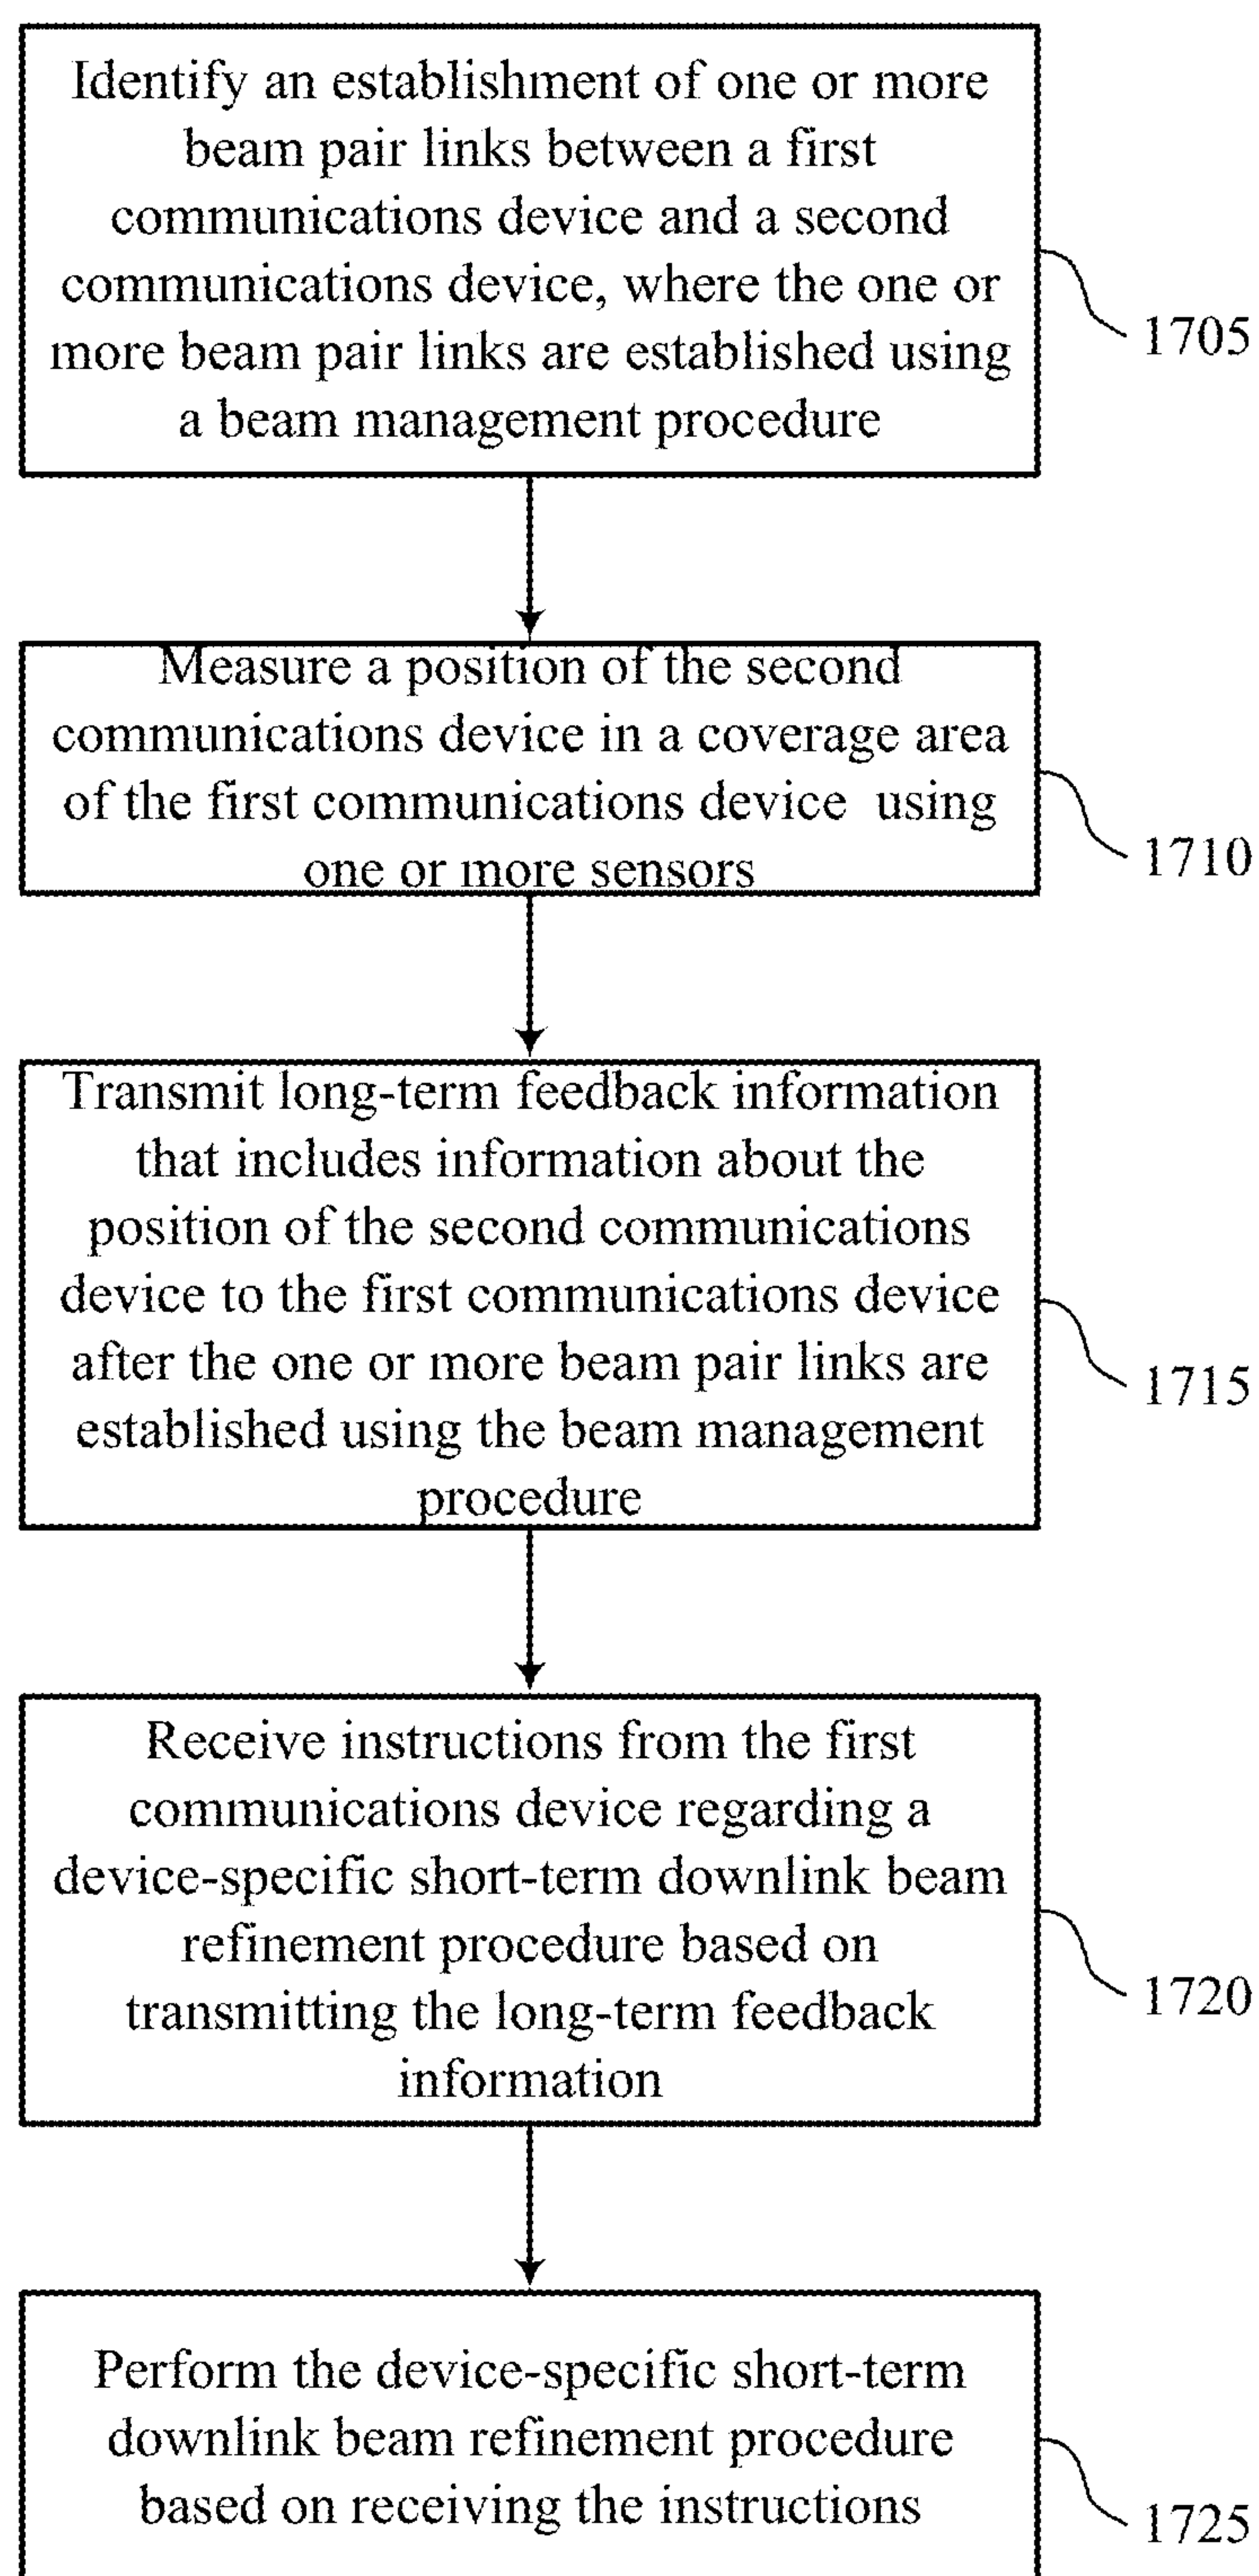 Identify an establishment of one or more
beam pair links between a first
communications device and a second
communications device, where the one or
more beam pair links are established using
a beam management procedure
1705
Measure a position of the second
communications device in a coverage area
of the first communications device using
one or more sensors
1710
Transmit long-term feedback information
that includes information about the
position of the second communications
device to the first communications device
after the one or more beam pair links are
established using the beam management
procedure
1715
Receive instructions from the first
communications device regarding a
device-specific short-term downlink beam
refinement procedure based on
transmitting the long-term feedback
information
1720
Perform the device-specific short-term
downlink beam refinement procedure
based on receiving the instructions
1725